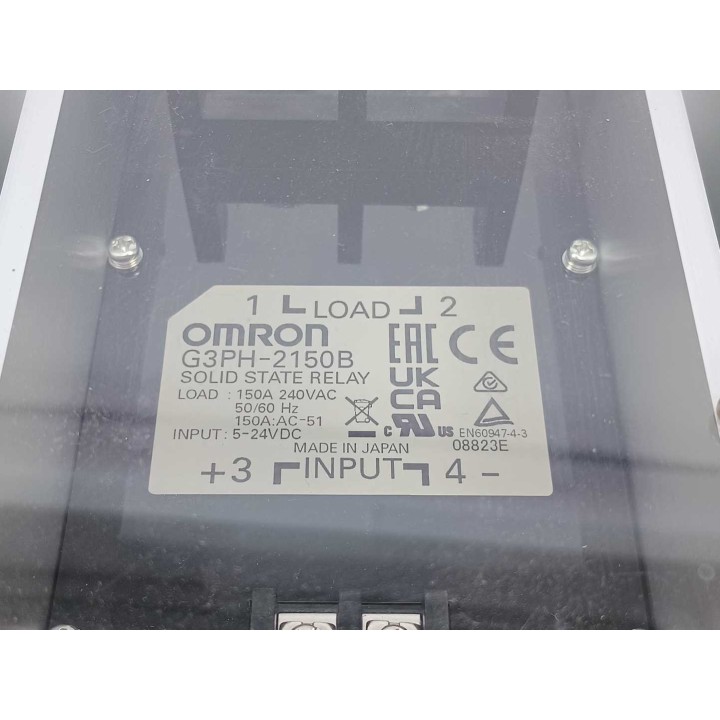 1 LOAD 2
OMRON
G3PH-2150B
SOLID STATE RELAY
LOAD : 150A 240VAC
50/60 Hz
150A:AC-51
INPUT: 5-24VDC
EAC CE
UK
CA
C UL US
EN60947-4-3
MADE IN JAPAN 08823E
+3 INPUT 4 -